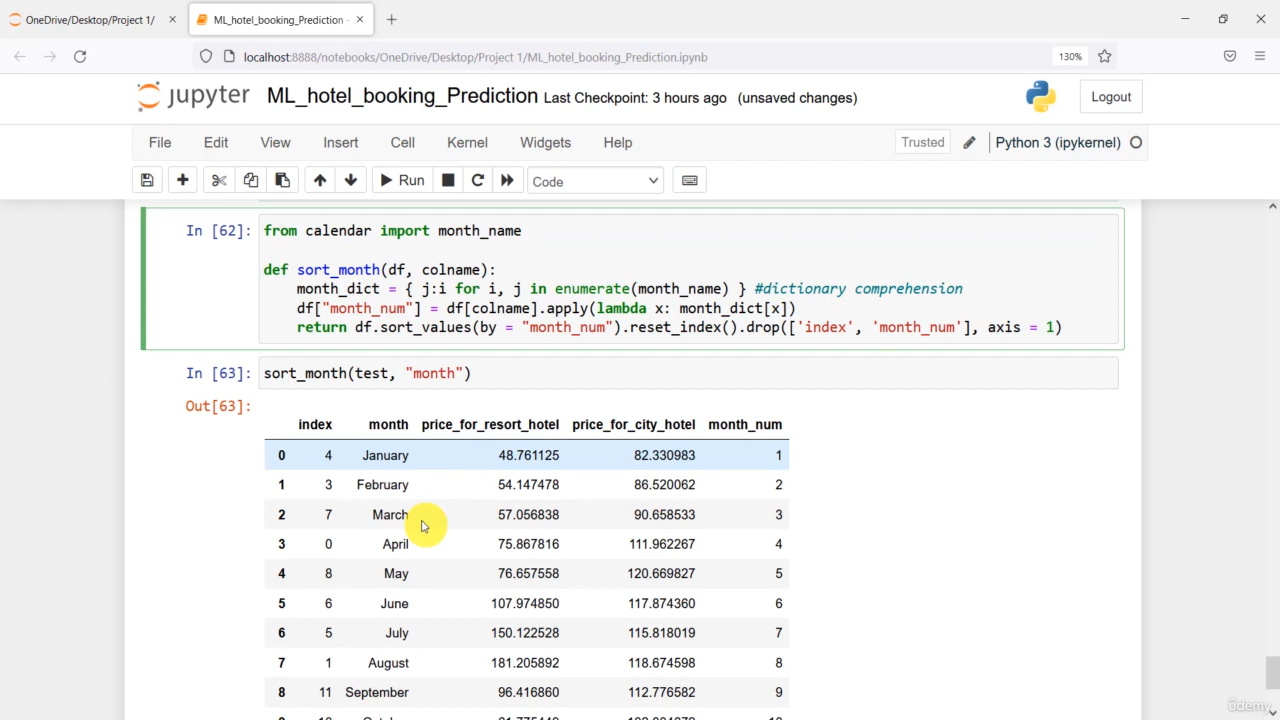 OneDrive/Desktop/Project 1/
ML_hotel_booking_Prediction -
localhost:8888/notebooks/OneDrive/Desktop/Project 1/ML_hotel_booking_Prediction.ipynb
130%
jupyter ML_hotel_booking_Prediction Last Checkpoint: 3 hours ago (unsaved changes)
Logout
File Edit View Insert Cell Kernel Widgets Help
Trusted Python 3 (ipykernel)
Run Code
In [62]: from calendar import month_name
def sort_month(df, colname):
month_dict = { j:i for i, j in enumerate(month_name) } #dictionary comprehension
df["month_num"] = df[colname].apply(lambda x: month_dict[x])
return df.sort_values(by = "month_num").reset_index().drop(['index', 'month_num'], axis = 1)
In [63]: sort_month(test, "month")
Out[63]:
index month price_for_resort_hotel price_for_city_hotel month_num
0 4 January 48.761125 82.330983 1
1 3 February 54.147478 86.520062 2
2 7 March 57.056838 90.658533 3
3 0 April 75.867816 111.962267 4
4 8 May 76.657558 120.669827 5
5 6 June 107.974850 117.874360 6
6 5 July 150.122528 115.818019 7
7 1 August 181.205892 118.674598 8
8 11 September 96.416860 112.776582 9
ûdemy